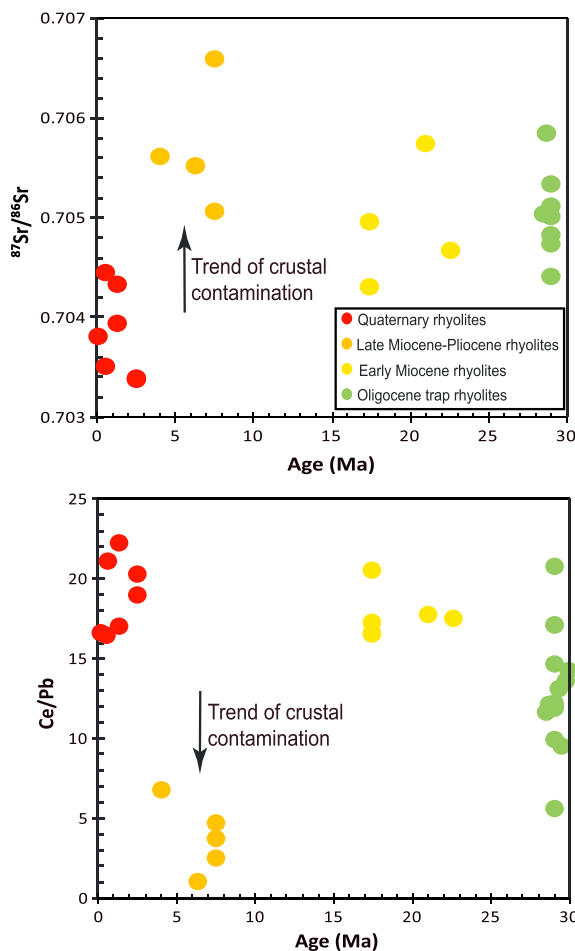 0.707
0.706
0.705
0.704
0.703
⁸⁷Sr/⁸⁶Sr
Trend of crustal
contamination
Quaternary rhyolites
Late Miocene-Pliocene rhyolites
Early Miocene rhyolites
Oligocene trap rhyolites
0 5 10 15 20 25 30
Age (Ma)
25
20
15
10
5
0
Ce/Pb
Trend of crustal
contamination
0 5 10 15 20 25 30
Age (Ma)